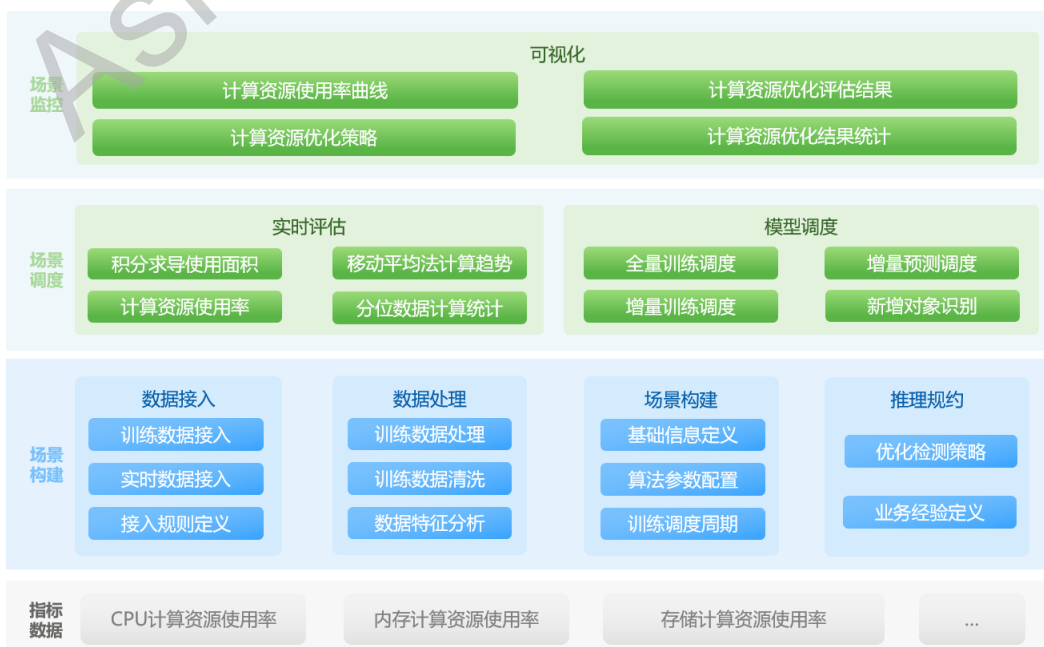 可视化
场景
监控
计算资源使用率曲线
计算资源优化评估结果
计算资源优化策略
计算资源优化结果统计
场景
调度
实时评估
积分求导使用面积
移动平均法计算趋势
计算资源使用率
分位数据计算统计
模型调度
全量训练调度
增量预测调度
增量训练调度
新增对象识别
场景
构建
数据接入
训练数据接入
实时数据接入
接入规则定义
数据处理
训练数据处理
训练数据清洗
数据特征分析
场景构建
基础信息定义
算法参数配置
训练调度周期
推理规约
优化检测策略
业务经验定义
指标
数据
CPU计算资源使用率
内存计算资源使用率
存储计算资源使用率
...